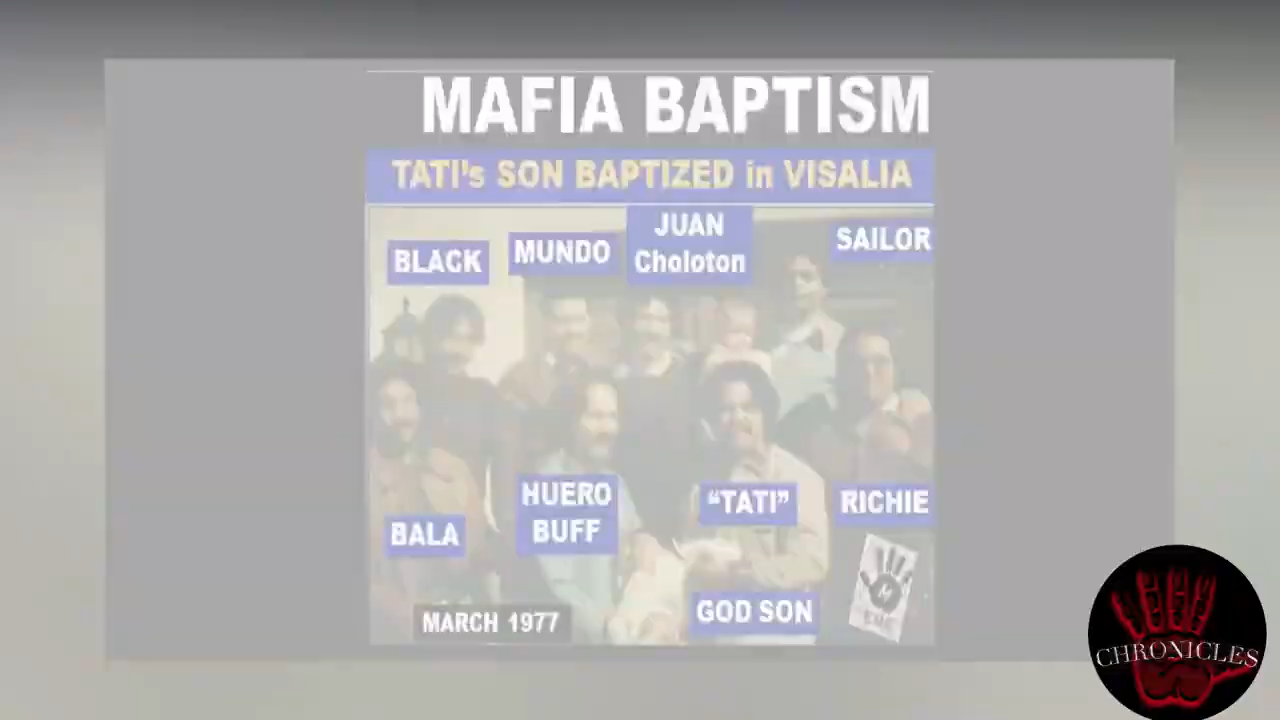 MAFIA BAPTISM
TATI's SON BAPTIZED in VISALIA
JUAN
Choloton
SAILOR
BLACK
MUNDO
HUERO
BUFF
"TATI"
RICHIE
BALA
GOD SON
MARCH 1977
M
CHRONICLES